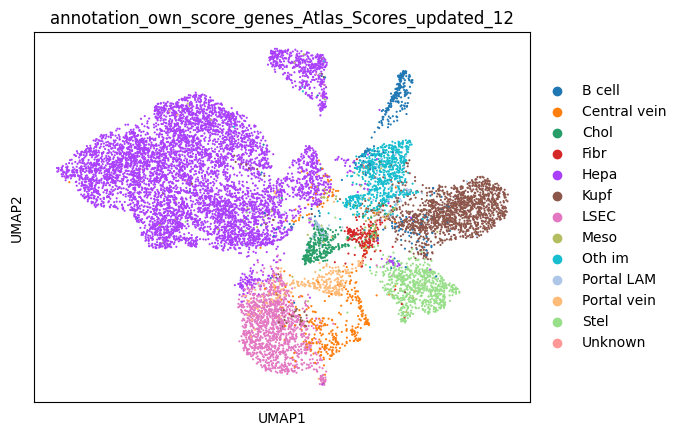 annotation_own_score_genes_Atlas_Scores_updated_12
UMAP2
UMAP1
B cell
Central vein
Chol
Fibr
Hepa
Kupf
LSEC
Meso
Oth im
Portal LAM
Portal vein
Stel
Unknown